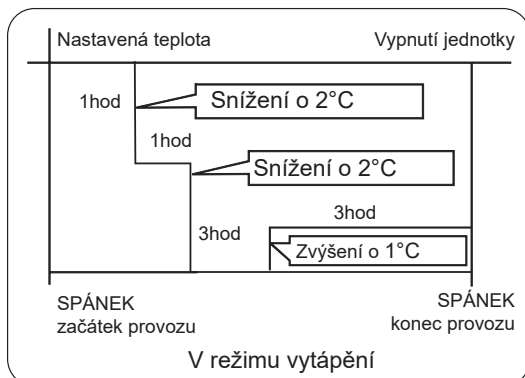 Nastavená teplota
Vypnutí jednotky
1hod
Snížení o 2°C
1hod
Snížení o 2°C
3hod
3hod
Zvýšení o 1°C
SPÁNEK
začátek provozu
SPÁNEK
konec provozu
V režimu vytápění